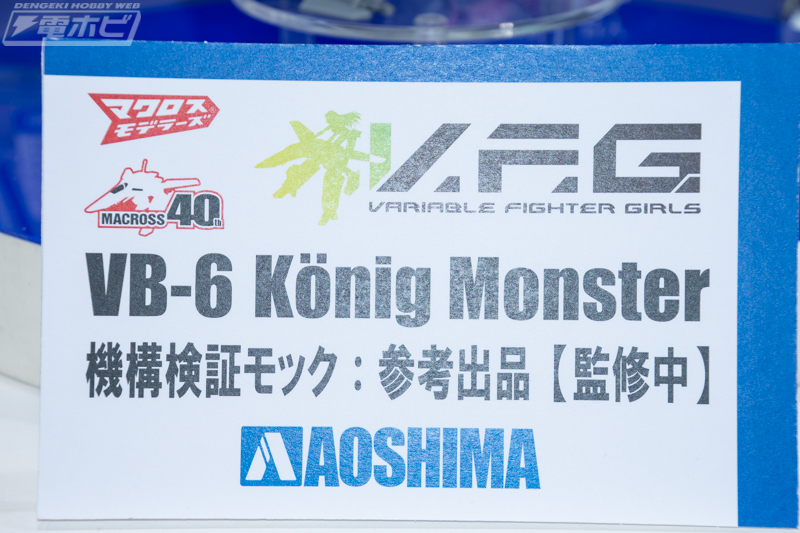 DENGEKI HOBBY WEB
電ホビ
マクロス
モデラーズ
MACROSS 40th
V.F.G.
VARIABLE FIGHTER GIRLS
VB-6 König Monster
機構検証モック：参考出品【監修中】
AOSHIMA